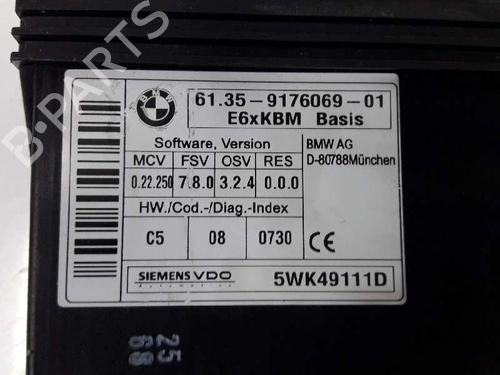 BMW
61.35 - 9176069 - 01
E6xKBM Basis
Software, Version
MCV FSV OSV RES
0.22.250 7.8.0 3.2.4 0.0.0
HW./Cod.-/Diag.-Index
C5 08 0730
BMW AG
D-80788München
CE
SIEMENS VDO
Automotive
5WK49111D
25
68
B-PARTS